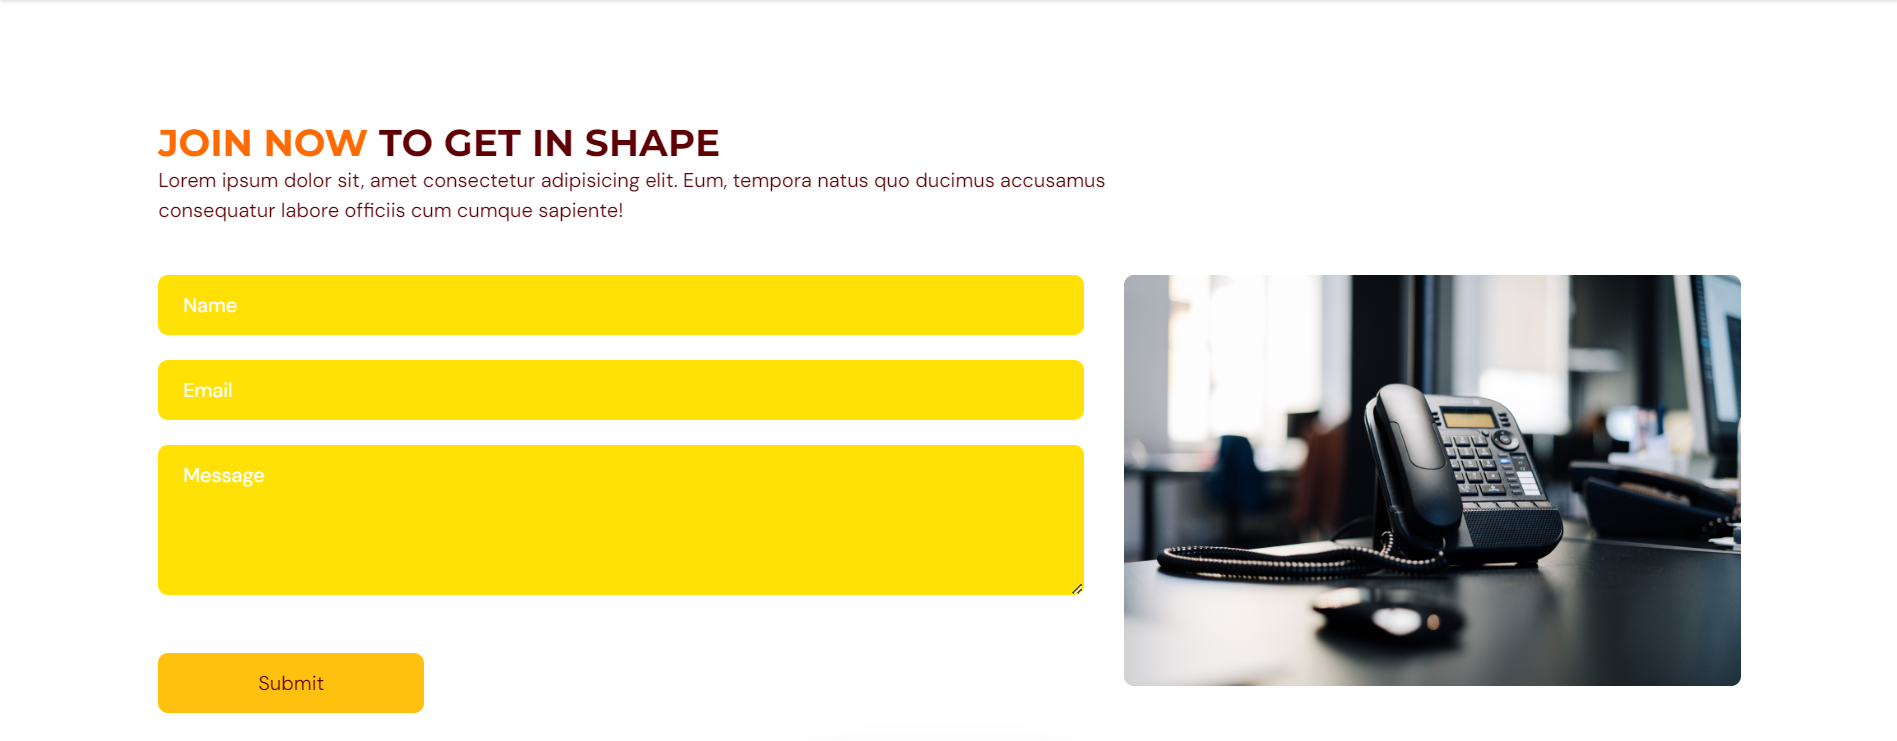 JOIN NOW TO GET IN SHAPE
Lorem ipsum dolor sit, amet consectetur adipisicing elit. Eum, tempora natus quo ducimus accusamus
consequatur labore officiis cum cumque sapiente!
Name
Email
Message
Submit